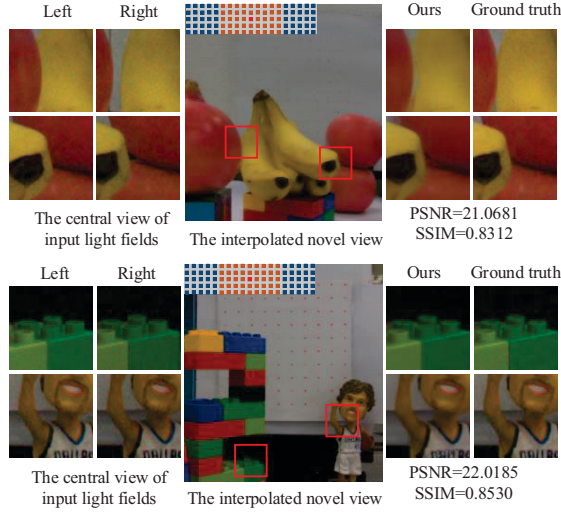 Left Right Ours Ground truth
The central view of
input light fields
The interpolated novel view
PSNR=21.0681
SSIM=0.8312
Left Right Ours Ground truth
The central view of
input light fields
The interpolated novel view
PSNR=22.0185
SSIM=0.8530